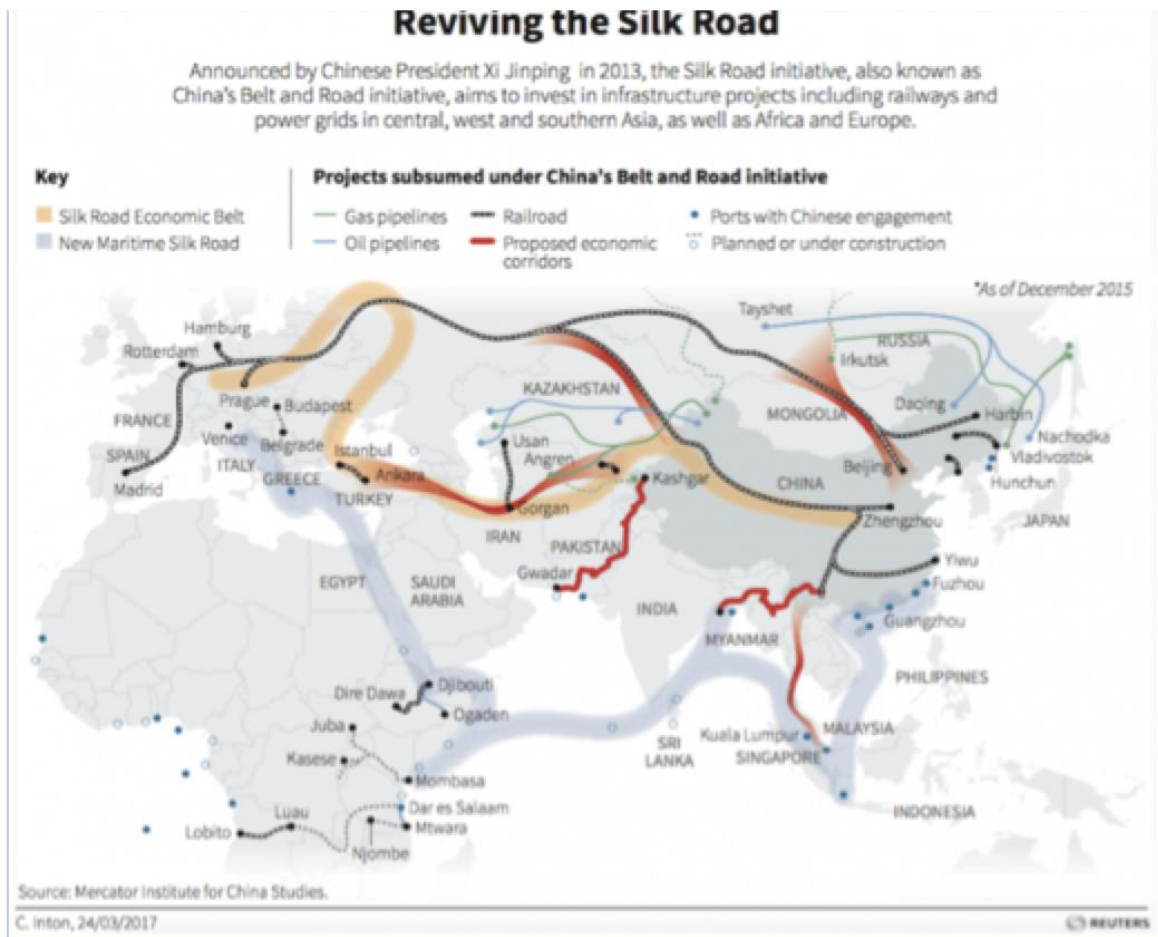 Reviving the Silk Road
Announced by Chinese President Xi Jinping in 2013, the Silk Road initiative, also known as
China's Belt and Road initiative, aims to invest in infrastructure projects including railways and
power grids in central, west and southern Asia, as well as Africa and Europe.
Key
Projects subsumed under China's Belt and Road initiative
Silk Road Economic Belt
Gas pipelines
Railroad
Ports with Chinese engagement
New Maritime Silk Road
Oil pipelines
Proposed economic
corridors
Planned or under construction
*As of December 2015
Tayshet
Hamburg
Rotterdam
RUSSIA
Irkutsk
KAZAKHSTAN
Prague
Budapest
MONGOLIA
Daqing
Harbin
FRANCE
Venice
Belgrade
Istanbul
Usan
Nachodka
SPAIN
ITALY
Angren
Vladivostok
GREECE
Ankara
Beijing
Madrid
TURKEY
Kashgar
CHINA
Hunchun
Gorgan
Zhengzhou
JAPAN
IRAN
PAKISTAN
Yiwu
Gwadar
EGYPT
SAUDI
ARABIA
Fuzhou
INDIA
Guangzhou
MYANMAR
PHILIPPINES
Dire Dawa
Djibouti
Ogaden
Juba
SRI
LANKA
Kuala Lumpur
MALAYSIA
SINGAPORE
Kasese
Mombasa
Dar es Salaam
INDONESIA
Luau
Lobito
Mtwara
Njombe
Source: Mercator Institute for China Studies.
C. Inton, 24/03/2017
REUTERS